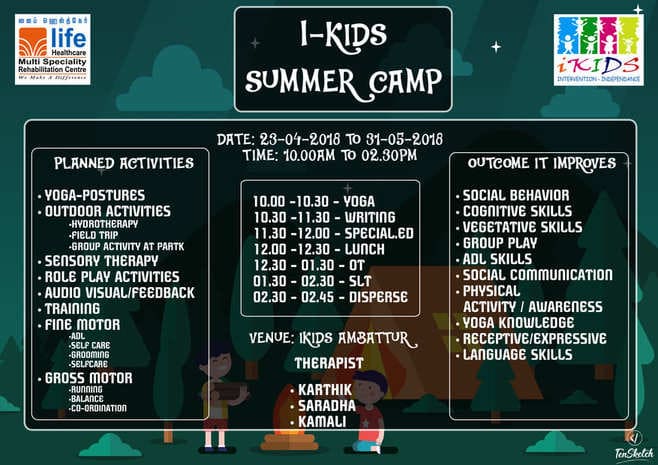 லைஃப் ஹெல்த்கேர்
life
Healthcare
Multi Speciality
Rehabilitation Centre
We Make A Difference
I-KIDS
SUMMER CAMP
iKIDS
INTERVENTION - INDEPENDANCE
DATE: 23-04-2018 TO 31-05-2018
TIME: 10.00AM TO 02.30PM
PLANNED ACTIVITIES
• YOGA-POSTURES
• OUTDOOR ACTIVITIES
•HYDROTHERAPY
•FIELD TRIP
•GROUP ACTIVITY AT PARTK
• SENSORY THERAPY
• ROLE PLAY ACTIVITIES
• AUDIO VISUAL/FEEDBACK
• TRAINING
• FINE MOTOR
•ADL
•SELF CARE
•GROOMING
•SELFCARE
• GROSS MOTOR
•RUNNING
•BALANCE
•CO-ORDINATION
10.00 -10.30 - YOGA
10.30 -11.30 - WRITING
11.30 -12.00 - SPECIAL.ED
12.00 -12.30 - LUNCH
12.30 -01.30 - OT
01.30 - 02.30 - SLT
02.30 - 02.45 - DISPERSE
VENUE: IKIDS AMBATTUR
THERAPIST
• KARTHIK
• SARADHA
• KAMALI
OUTCOME IT IMPROVES
• SOCIAL BEHAVIOR
• COGNITIVE SKILLS
• VEGETATIVE SKILLS
• GROUP PLAY
• ADL SKILLS
• SOCIAL COMMUNICATION
• PHYSICAL
ACTIVITY / AWARENESS
• YOGA KNOWLEDGE
• RECEPTIVE/EXPRESSIVE
• LANGUAGE SKILLS
TenSketch